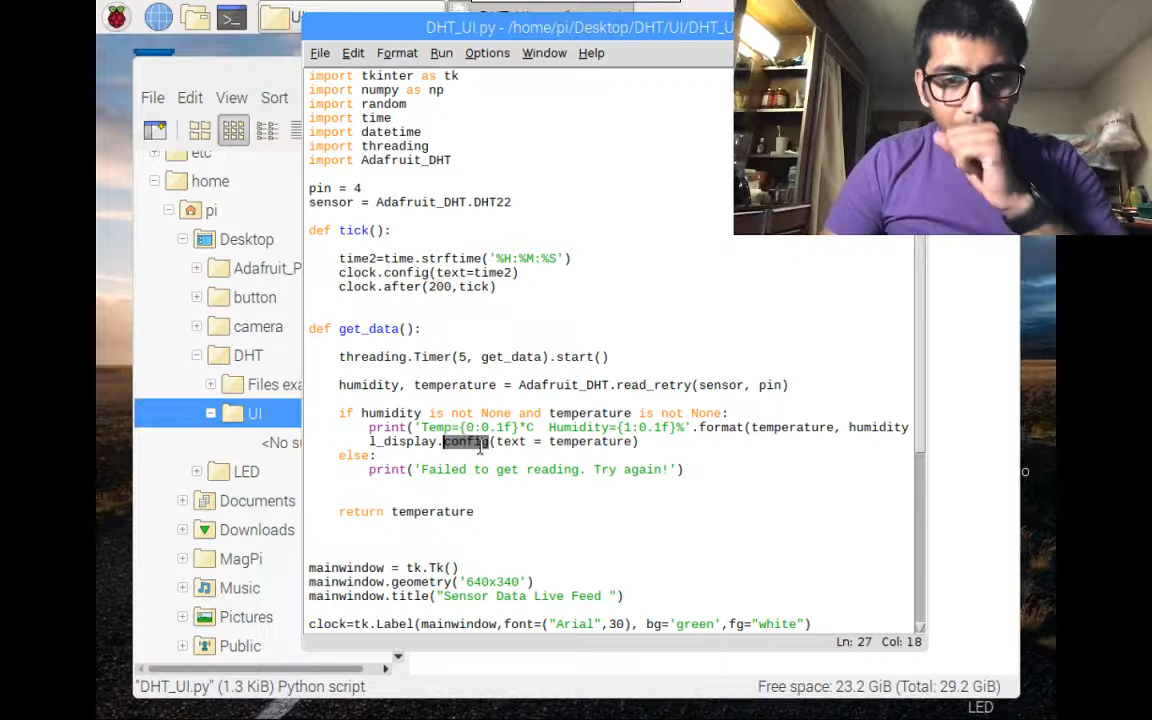 DHT_UI.py - /home/pi/Desktop/DHT/UI/DHT_U
File Edit Format Run Options Window Help
File Edit View Sort
etc
home
pi
Desktop
Adafruit_P
button
camera
DHT
Files exa
UI
<No s
LED
Documents
Downloads
MagPi
Music
Pictures
Public
import tkinter as tk
import numpy as np
import random
import time
import datetime
import threading
import Adafruit_DHT
pin = 4
sensor = Adafruit_DHT.DHT22
def tick():
time2=time.strftime('%H:%M:%S')
clock.config(text=time2)
clock.after(200,tick)
def get_data():
threading.Timer(5, get_data).start()
humidity, temperature = Adafruit_DHT.read_retry(sensor, pin)
if humidity is not None and temperature is not None:
print('Temp={0:0.1f}*C  Humidity={1:0.1f}%'.format(temperature, humidity
l_display.config(text = temperature)
else:
print('Failed to get reading. Try again!')
return temperature
mainwindow = tk.Tk()
mainwindow.geometry('640x340')
mainwindow.title("Sensor Data Live Feed ")
clock=tk.Label(mainwindow,font=("Arial",30), bg='green',fg="white")
Ln: 27 Col: 18
"DHT_UI.py" (1.3 KiB) Python script
Free space: 23.2 GiB (Total: 29.2 GiB)
LED